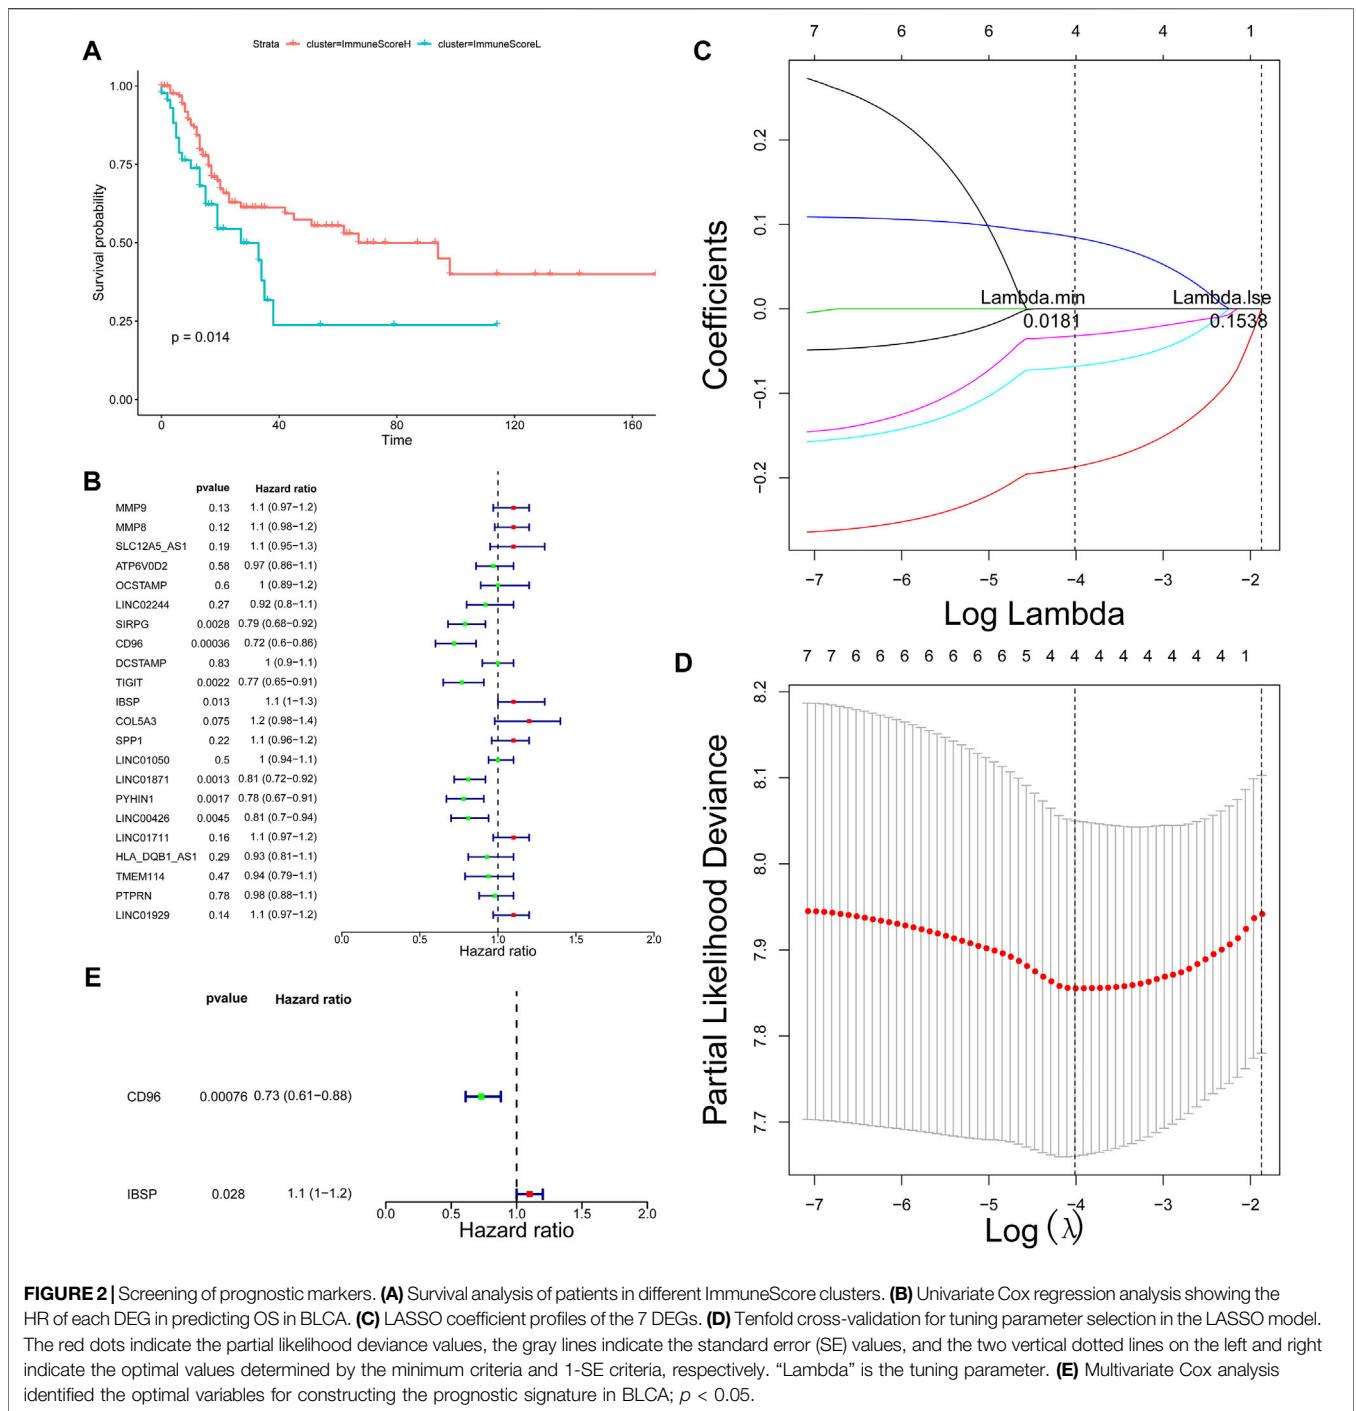 A
Strata cluster=ImmuneScoreH cluster=ImmuneScoreL
Survival probability
1.00
0.75
0.50
0.25
0.00
p = 0.014
0 40 80 120 160
Time
B
pvalue Hazard ratio
MMP9 0.13 1.1 (0.97−1.2)
MMP8 0.12 1.1 (0.98−1.2)
SLC12A5_AS1 0.19 1.1 (0.95−1.3)
ATP6V0D2 0.58 0.97 (0.86−1.1)
OCSTAMP 0.6 1 (0.89−1.2)
LINC02244 0.27 0.92 (0.8−1.1)
SIRPG 0.0028 0.79 (0.68−0.92)
CD96 0.00036 0.72 (0.6−0.86)
DCSTAMP 0.83 1 (0.9−1.1)
TIGIT 0.0022 0.77 (0.65−0.91)
IBSP 0.013 1.1 (1−1.3)
COL5A3 0.075 1.2 (0.98−1.4)
SPP1 0.22 1.1 (0.96−1.2)
LINC01050 0.5 1 (0.94−1.1)
LINC01871 0.0013 0.81 (0.72−0.92)
PYHIN1 0.0017 0.78 (0.67−0.91)
LINC00426 0.0045 0.81 (0.7−0.94)
LINC01711 0.16 1.1 (0.97−1.2)
HLA_DQB1_AS1 0.29 0.93 (0.81−1.1)
TMEM114 0.47 0.94 (0.79−1.1)
PTPRN 0.78 0.98 (0.88−1.1)
LINC01929 0.14 1.1 (0.97−1.2)
0.0 0.5 1.0 1.5 2.0
Hazard ratio
C
7 6 6 4 4 1
Coefficients
0.2
0.1
0.0
−0.1
−0.2
Lambda.min Lambda.lse
0.0181 0.1538
−7 −6 −5 −4 −3 −2
Log Lambda
D
7 7 6 6 6 6 6 6 6 5 4 4 4 4 4 4 4 4 1
Partial Likelihood Deviance
8.2
8.1
8.0
7.9
7.8
7.7
−7 −6 −5 −4 −3 −2
Log (λ)
E
pvalue Hazard ratio
CD96 0.00076 0.73 (0.61−0.88)
IBSP 0.028 1.1 (1−1.2)
0.0 0.5 1.0 1.5 2.0
Hazard ratio
FIGURE 2 | Screening of prognostic markers. (A) Survival analysis of patients in different ImmuneScore clusters. (B) Univariate Cox regression analysis showing the
HR of each DEG in predicting OS in BLCA. (C) LASSO coefficient profiles of the 7 DEGs. (D) Tenfold cross-validation for tuning parameter selection in the LASSO model.
The red dots indicate the partial likelihood deviance values, the gray lines indicate the standard error (SE) values, and the two vertical dotted lines on the left and right
indicate the optimal values determined by the minimum criteria and 1-SE criteria, respectively. “Lambda” is the tuning parameter. (E) Multivariate Cox analysis
identified the optimal variables for constructing the prognostic signature in BLCA; p < 0.05.